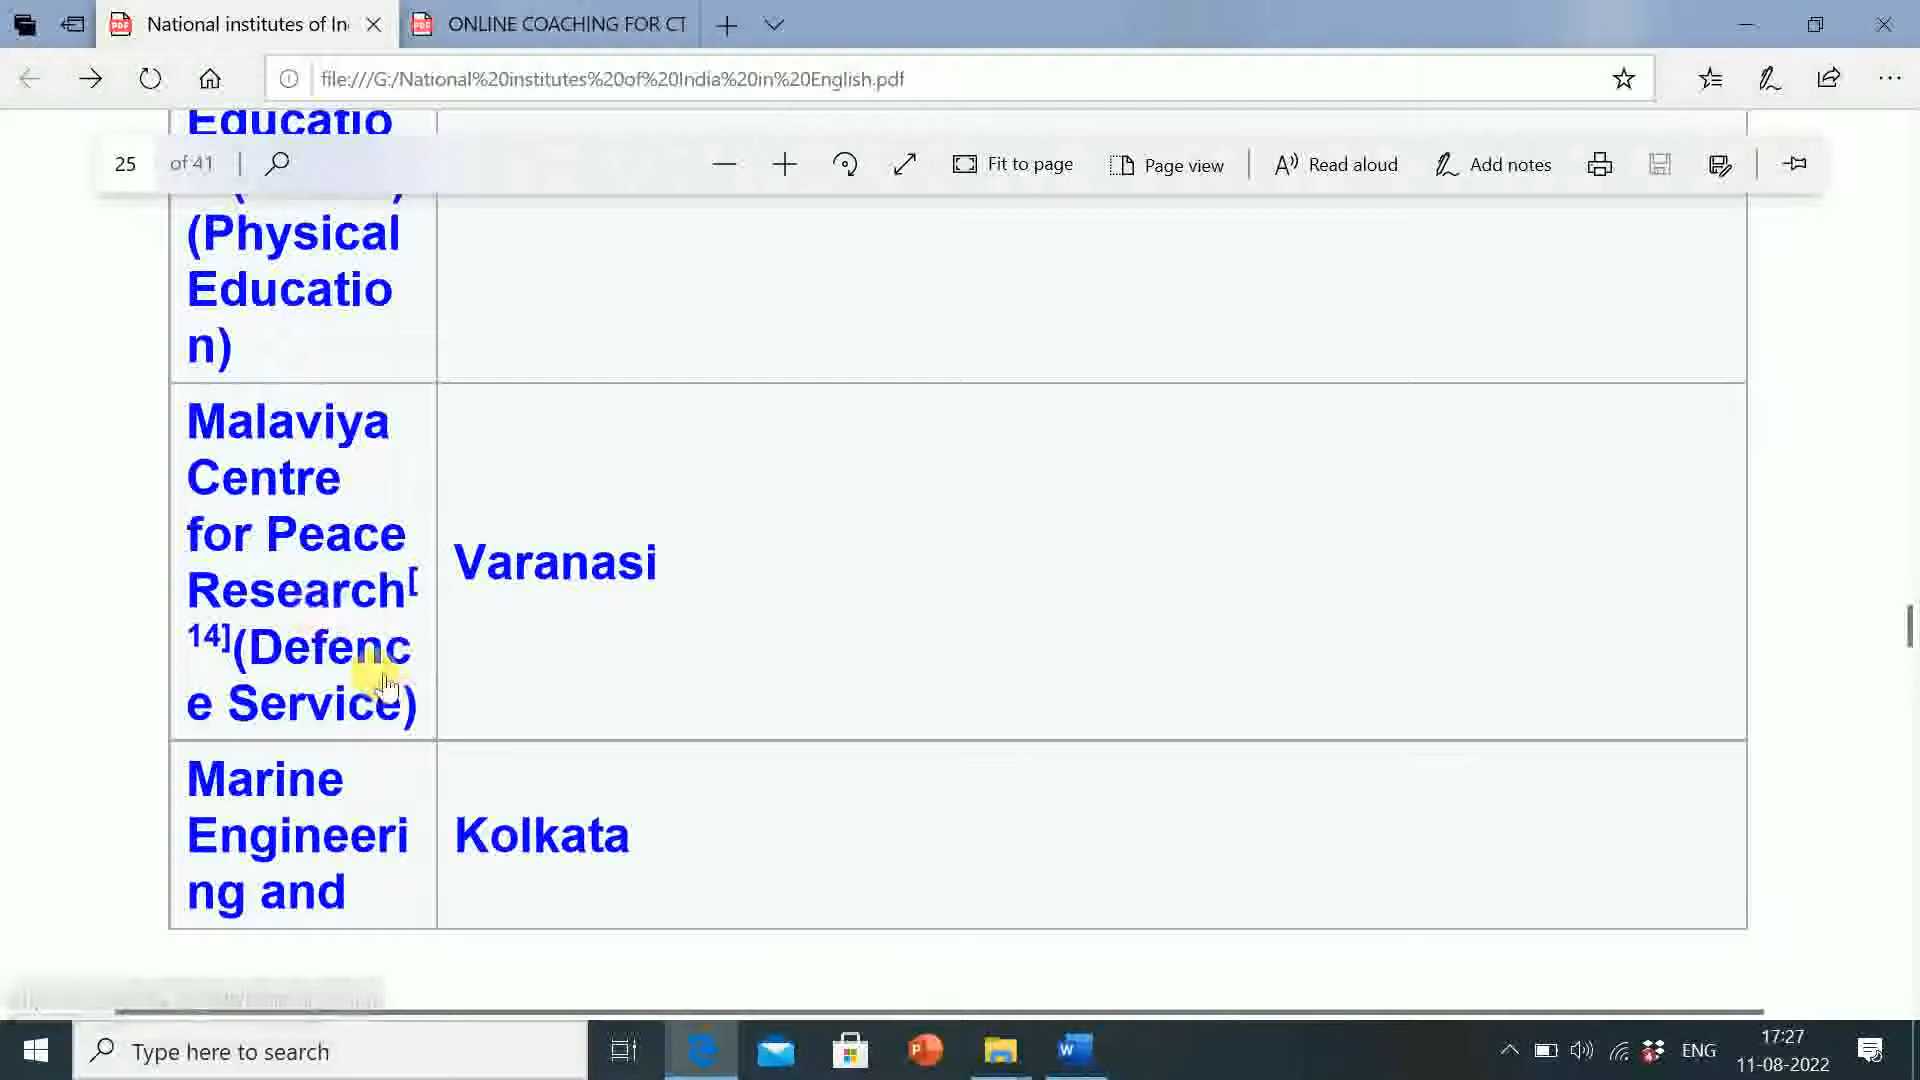 National institutes of In
ONLINE COACHING FOR CT
file:///G:/National%20institutes%20of%20India%20in%20English.pdf
Educatio
25 of 41
Fit to page
Page view
Read aloud
Add notes
(Physical
Educatio
n)
Malaviya
Centre
for Peace
Research[
14](Defenc
e Service)
Varanasi
Marine
Engineeri
ng and
Kolkata
Type here to search
ENG
17:27
11-08-2022